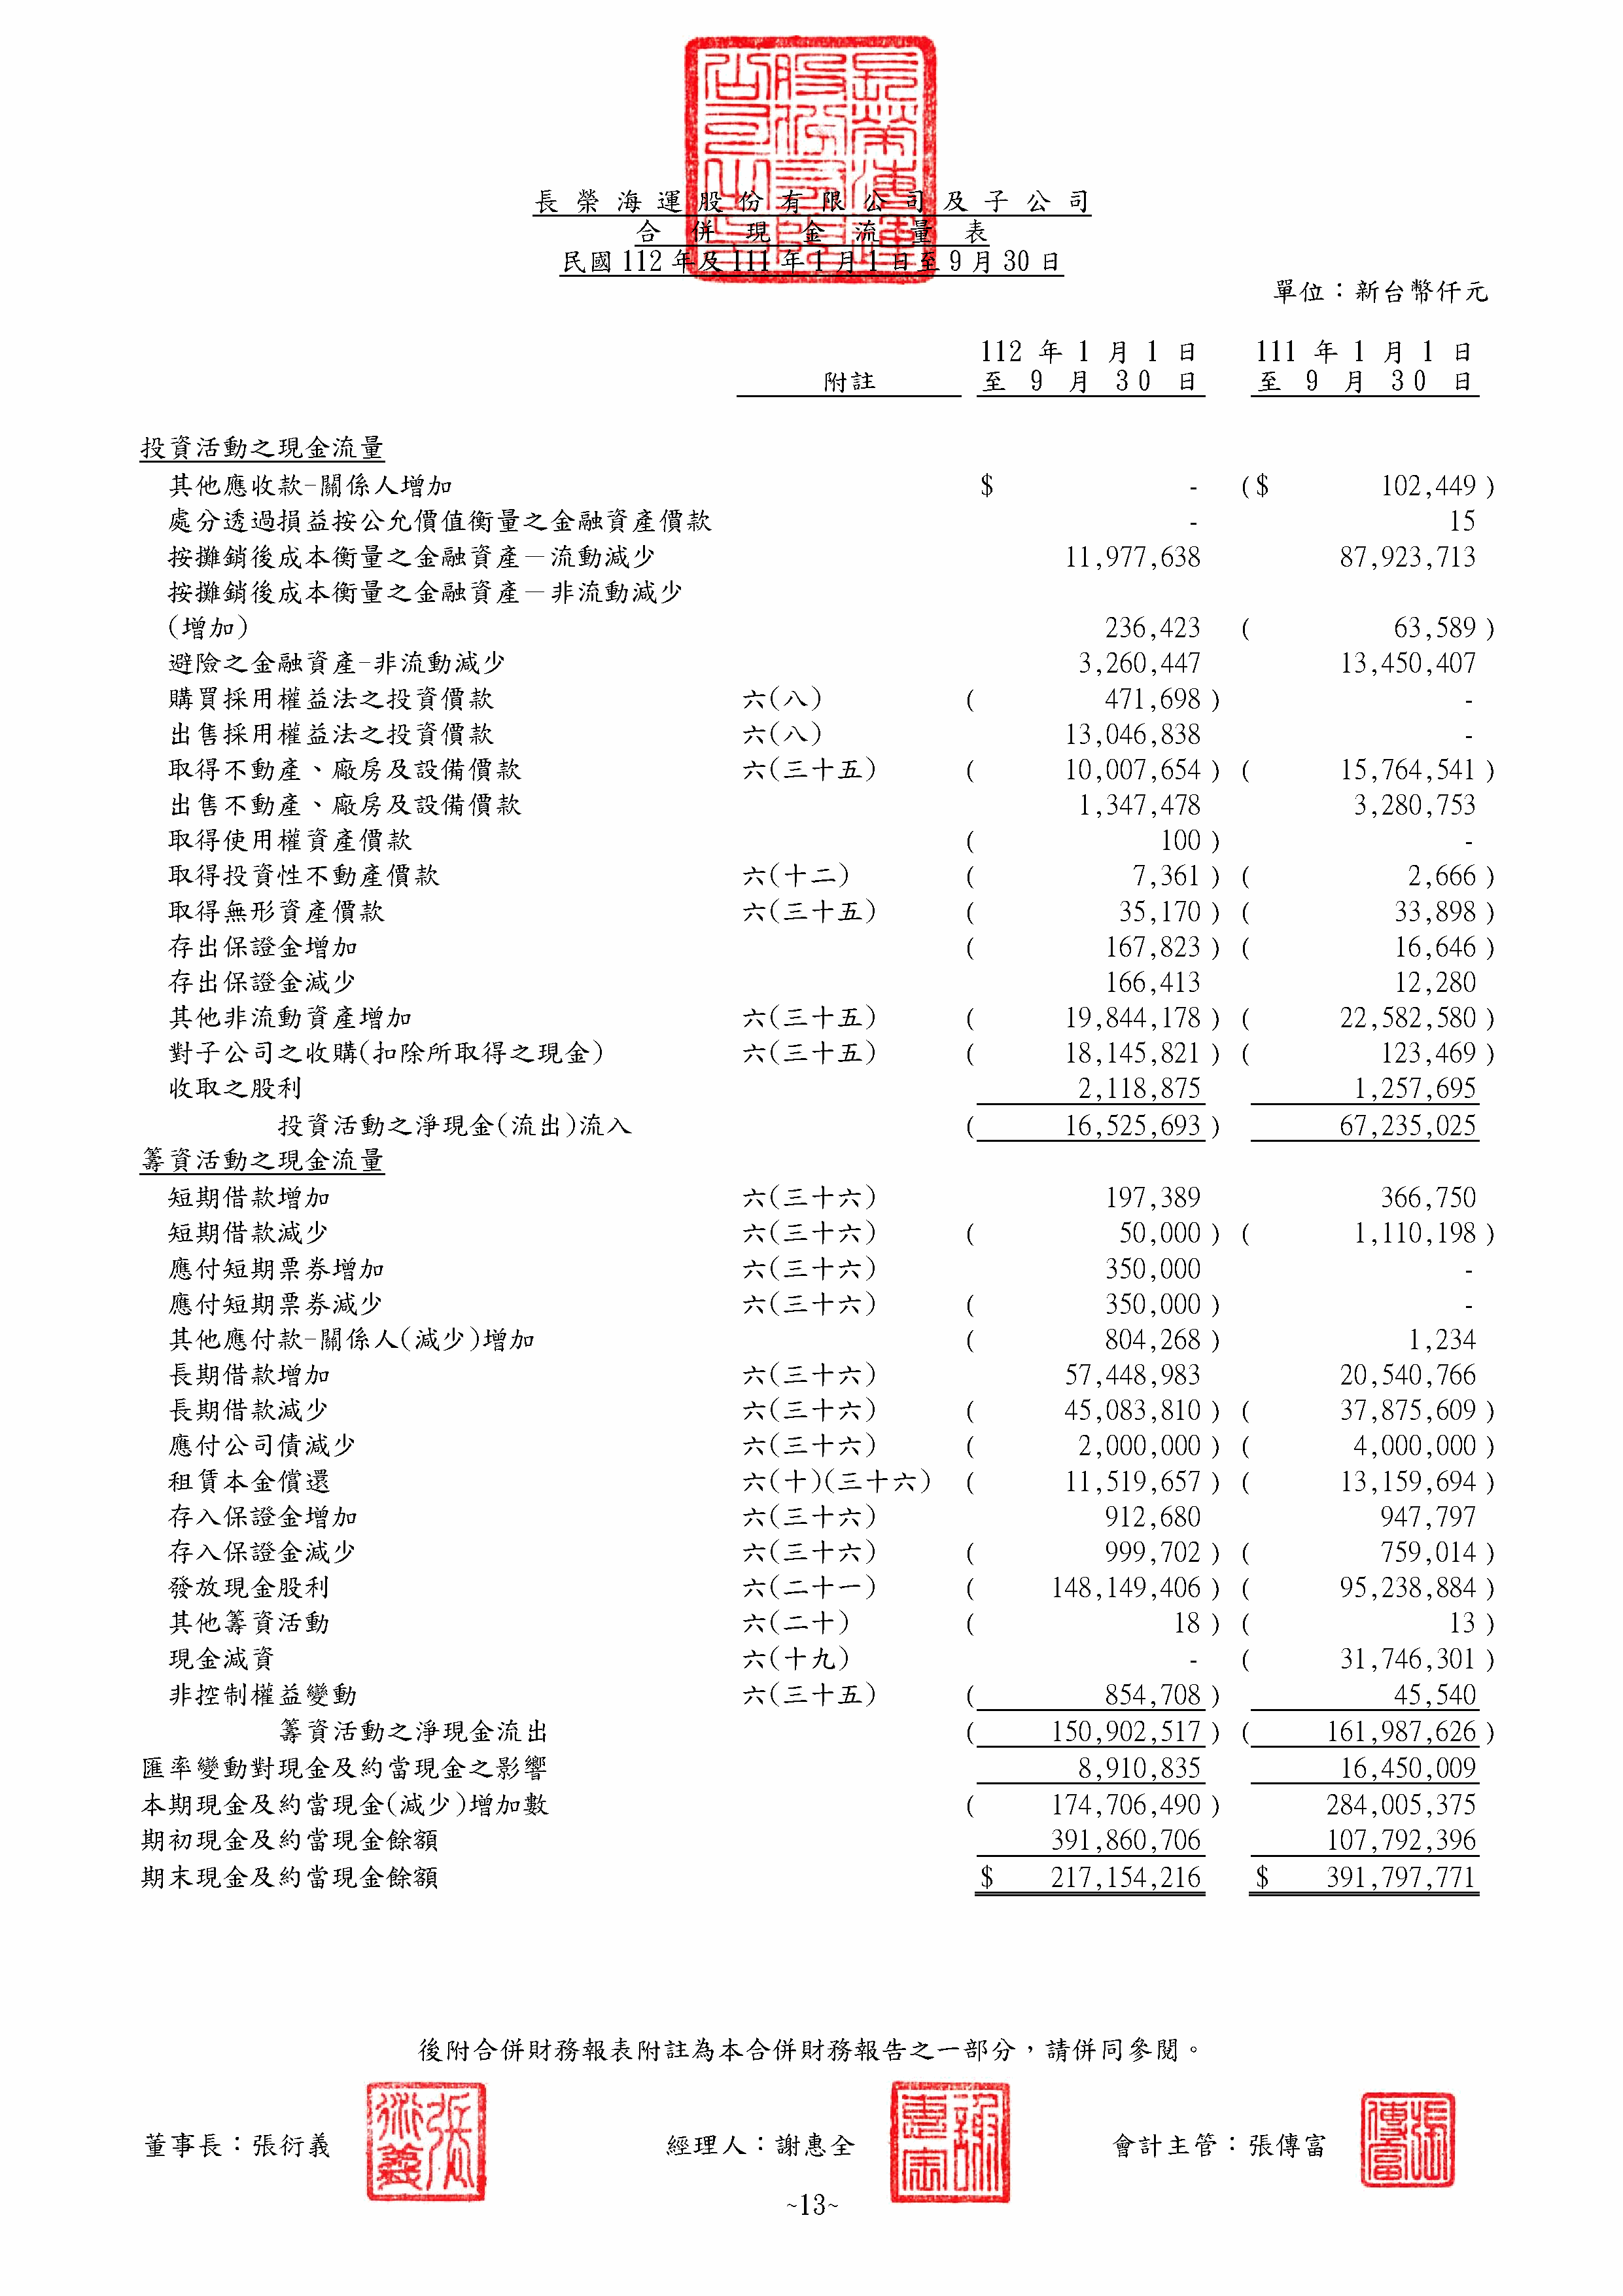 長榮海運股份有限公司及子公司
合併現金流量表
民國112年及111年1月1日至9月30日
單位：新台幣仟元
112年1月1日 111年1月1日
附註 至9月30日 至9月30日
投資活動之現金流量
其他應收款-關係人增加 $ - ($ 102,449 )
處分透過損益按公允價值衡量之金融資產價款 - 15
按攤銷後成本衡量之金融資產－流動減少 11,977,638 87,923,713
按攤銷後成本衡量之金融資產－非流動減少
(增加) 236,423 ( 63,589 )
避險之金融資產-非流動減少 3,260,447 13,450,407
購買採用權益法之投資價款 六(八) ( 471,698 ) -
出售採用權益法之投資價款 六(八) 13,046,838 -
取得不動產、廠房及設備價款 六(三十五) ( 10,007,654 ) ( 15,764,541 )
出售不動產、廠房及設備價款 1,347,478 3,280,753
取得使用權資產價款 ( 100 ) -
取得投資性不動產價款 六(十二) ( 7,361 ) ( 2,666 )
取得無形資產價款 六(三十五) ( 35,170 ) ( 33,898 )
存出保證金增加 ( 167,823 ) ( 16,646 )
存出保證金減少 166,413 12,280
其他非流動資產增加 六(三十五) ( 19,844,178 ) ( 22,582,580 )
對子公司之收購(扣除所取得之現金) 六(三十五) ( 18,145,821 ) ( 123,469 )
收取之股利 2,118,875 1,257,695
投資活動之淨現金(流出)流入 ( 16,525,693 ) 67,235,025
籌資活動之現金流量
短期借款增加 六(三十六) 197,389 366,750
短期借款減少 六(三十六) ( 50,000 ) ( 1,110,198 )
應付短期票券增加 六(三十六) 350,000 -
應付短期票券減少 六(三十六) ( 350,000 ) -
其他應付款-關係人(減少)增加 ( 804,268 ) 1,234
長期借款增加 六(三十六) 57,448,983 20,540,766
長期借款減少 六(三十六) ( 45,083,810 ) ( 37,875,609 )
應付公司債減少 六(三十六) ( 2,000,000 ) ( 4,000,000 )
租賃本金償還 六(十)(三十六) ( 11,519,657 ) ( 13,159,694 )
存入保證金增加 六(三十六) 912,680 947,797
存入保證金減少 六(三十六) ( 999,702 ) ( 759,014 )
發放現金股利 六(二十一) ( 148,149,406 ) ( 95,238,884 )
其他籌資活動 六(二十) ( 18 ) ( 13 )
現金減資 六(十九) - ( 31,746,301 )
非控制權益變動 六(三十五) ( 854,708 ) 45,540
籌資活動之淨現金流出 ( 150,902,517 ) ( 161,987,626 )
匯率變動對現金及約當現金之影響 8,910,835 16,450,009
本期現金及約當現金(減少)增加數 ( 174,706,490 ) 284,005,375
期初現金及約當現金餘額 391,860,706 107,792,396
期末現金及約當現金餘額 $ 217,154,216 $ 391,797,771
後附合併財務報表附註為本合併財務報告之一部分，請併同參閱。
董事長：張衍義 經理人：謝惠全 會計主管：張傳富
~13~